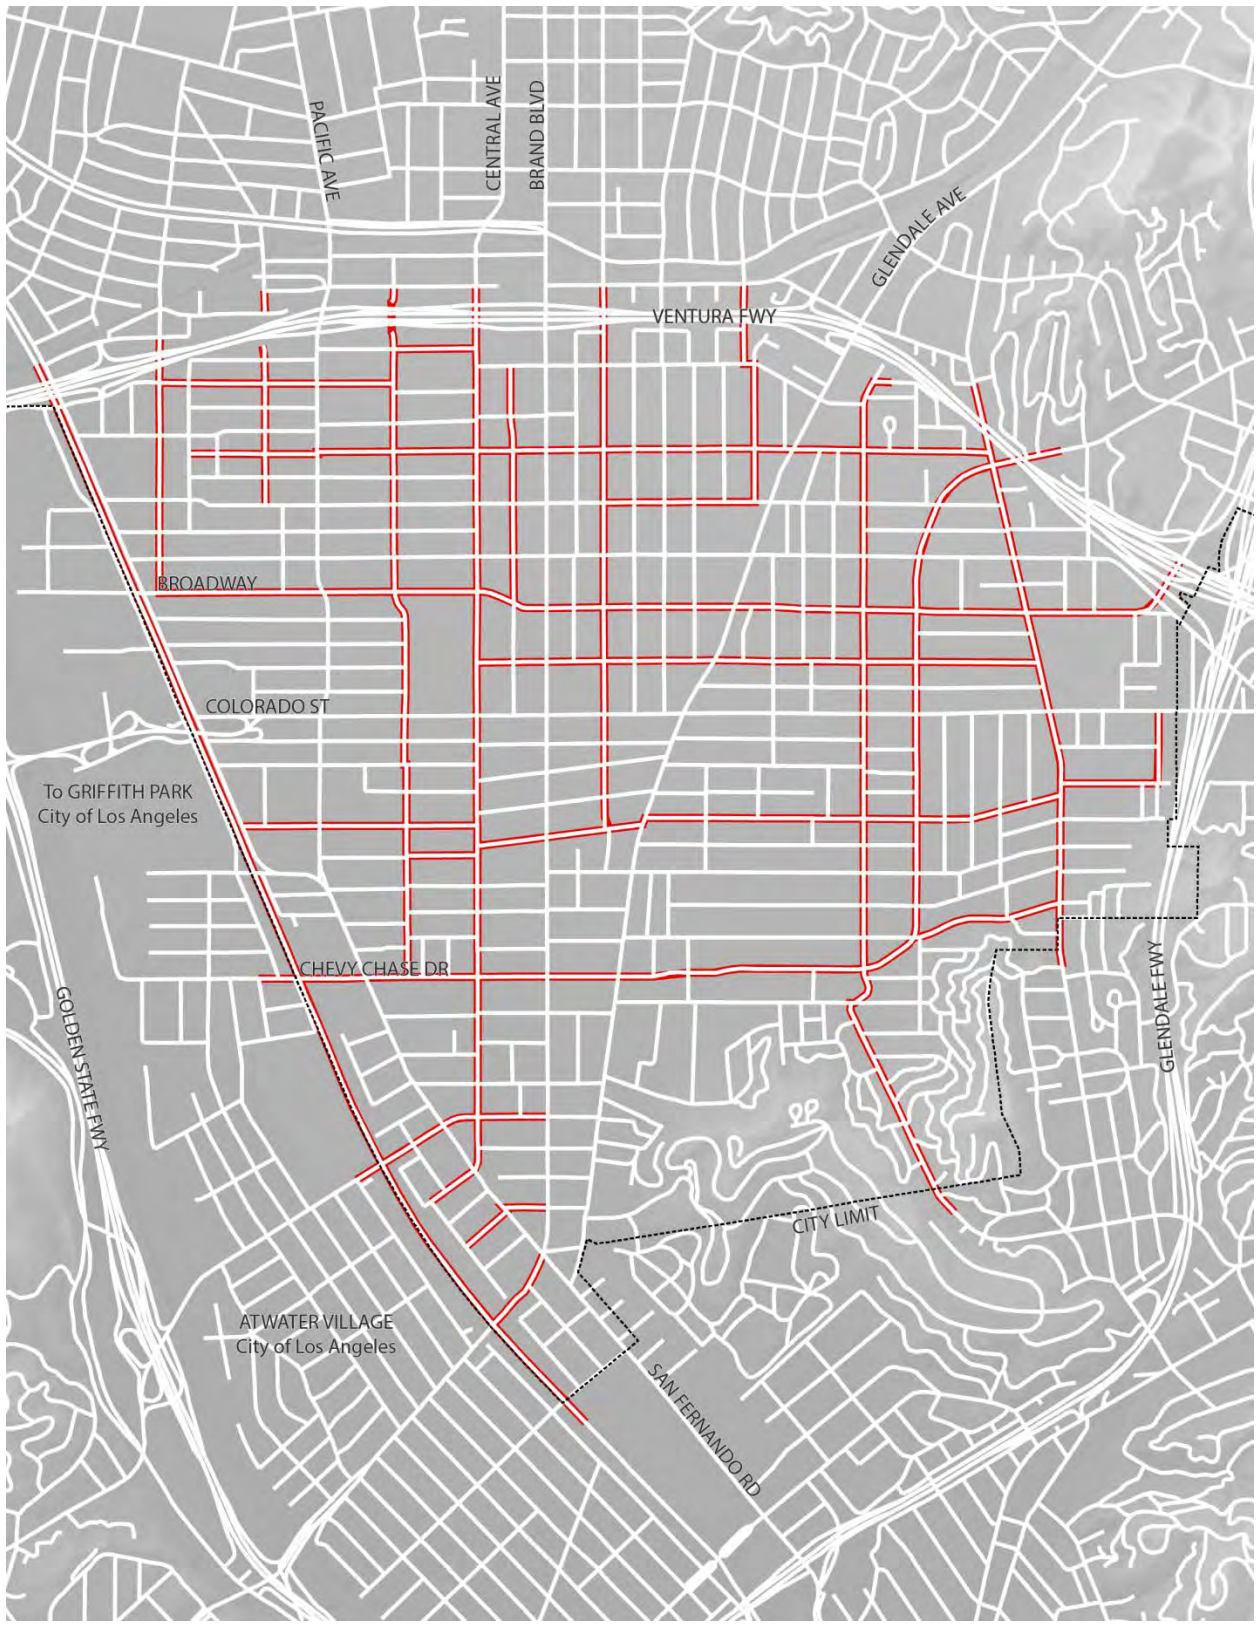 PACIFIC AVE
CENTRAL AVE
BRAND BLVD
GLENDALE AVE
VENTURA FWY
BROADWAY
COLORADO ST
To GRIFFITH PARK
City of Los Angeles
CHEVY CHASE DR
GOLDEN STATE FWY
GLENDALE FWY
CITY LIMIT
ATWATER VILLAGE
City of Los Angeles
SAN FERNANDO RD